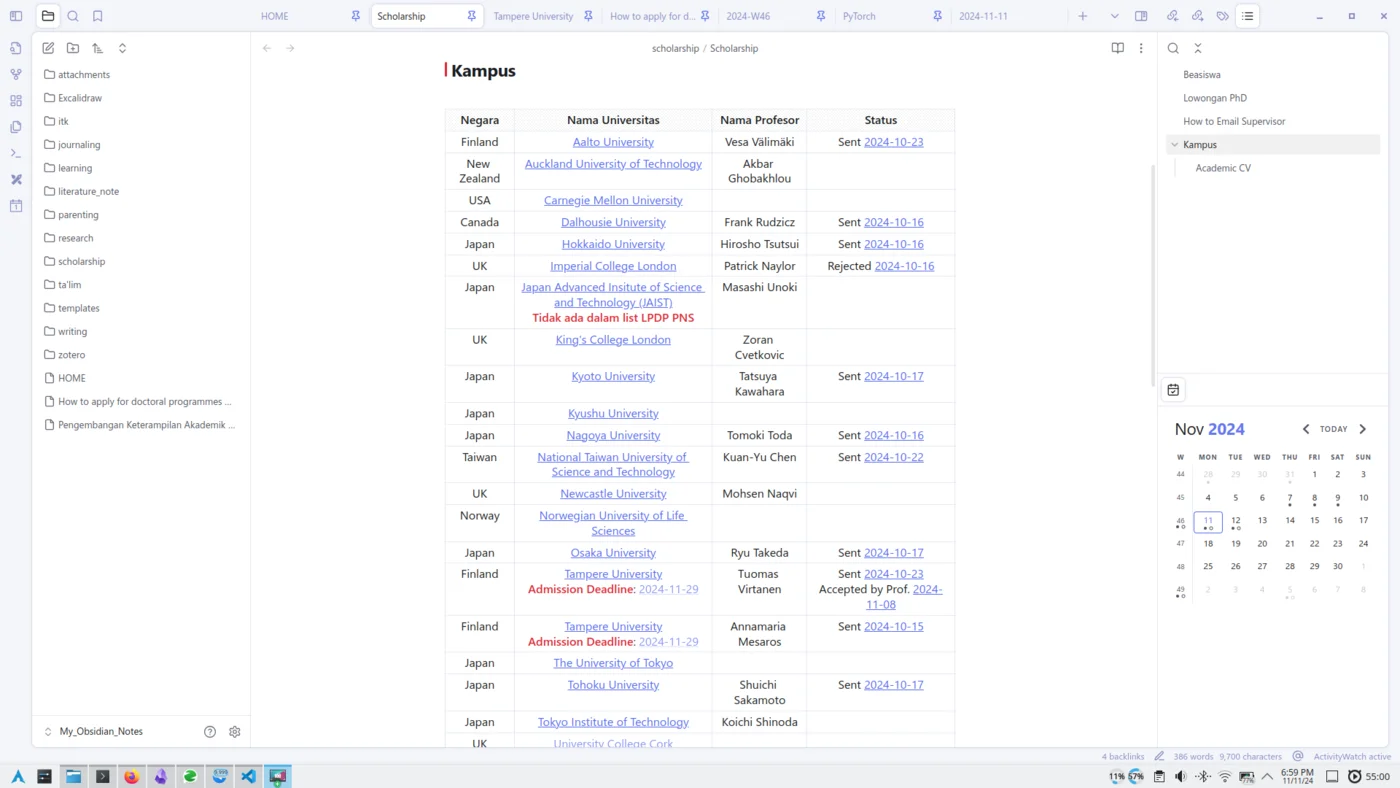 HOME
Scholarship
Tampere University
How to apply for d...
2024-W46
PyTorch
2024-11-11
attachments
Excalidraw
itk
journaling
learning
literature_note
parenting
research
scholarship
ta'lim
templates
writing
zotero
HOME
How to apply for doctoral programmes ...
Pengembangan Keterampilan Akademik ...
My_Obsidian_Notes
scholarship / Scholarship
Kampus
Negara Nama Universitas Nama Profesor Status
Finland Aalto University Vesa Välimäki Sent 2024-10-23
New Zealand Auckland University of Technology Akbar Ghobakhlou
USA Carnegie Mellon University
Canada Dalhousie University Frank Rudzicz Sent 2024-10-16
Japan Hokkaido University Hirosho Tsutsui Sent 2024-10-16
UK Imperial College London Patrick Naylor Rejected 2024-10-16
Japan Japan Advanced Insitute of Science Masashi Unoki
and Technology (JAIST)
Tidak ada dalam list LPDP PNS
UK King's College London Zoran Cvetkovic
Japan Kyoto University Tatsuya Kawahara Sent 2024-10-17
Japan Kyushu University
Japan Nagoya University Tomoki Toda Sent 2024-10-16
Taiwan National Taiwan University of Kuan-Yu Chen Sent 2024-10-22
Science and Technology
UK Newcastle University Mohsen Naqvi
Norway Norwegian University of Life
Sciences
Japan Osaka University Ryu Takeda Sent 2024-10-17
Finland Tampere University Tuomas Sent 2024-10-23
Admission Deadline: 2024-11-29 Virtanen Accepted by Prof. 2024-
11-08
Finland Tampere University Annamaria Sent 2024-10-15
Admission Deadline: 2024-11-29 Mesaros
Japan The University of Tokyo
Japan Tohoku University Shuichi Sent 2024-10-17
Sakamoto
Japan Tokyo Institute of Technology Koichi Shinoda
UK University College Cork
Beasiswa
Lowongan PhD
How to Email Supervisor
Kampus
Academic CV
Nov 2024
TODAY
W MON TUE WED THU FRI SAT SUN
44 28 29 30 31 1 2 3
45 4 5 6 7 8 9 10
46 11 12 13 14 15 16 17
47 18 19 20 21 22 23 24
48 25 26 27 28 29 30 1
49 2 3 4 5 6 7 8
4 backlinks
386 words 9,700 characters
ActivityWatch active
11% 67%
77%
6:59 PM
11/11/24
55:00